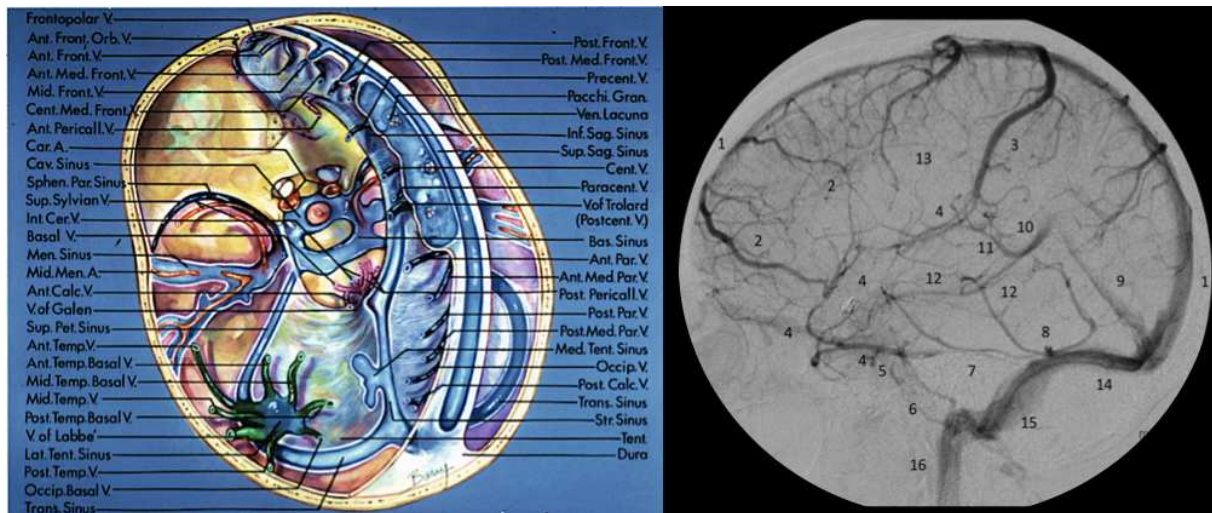 Frontopolar V.
Ant. Front. Orb. V.
Ant. Front. V.
Ant. Med. Front. V.
Mid. Front. V.
Cent. Med. Front. V.
Ant. Pericall. V.
Car. A.
Cav. Sinus
Sphen. Par. Sinus
Sup. Sylvian V.
Int. Cer. V.
Basal V.
Men. Sinus
Mid. Men. A.
Ant. Calc. V.
V. of Galen
Sup. Pet. Sinus
Ant. Temp. V.
Ant. Temp. Basal V.
Mid. Temp. Basal V.
Mid. Temp. V.
Post. Temp. Basal V.
V. of Labbe'
Lat. Tent. Sinus
Post. Temp. V.
Occip. Basal V.
Trans. Sinus
Post. Front. V.
Post. Med. Front. V.
Precent. V.
Pacchi. Gran.
Ven. Lacuna
Inf. Sag. Sinus
Sup. Sag. Sinus
Cent. V.
Paracent. V.
V. of Trolard
(Postcent. V.)
Bas. Sinus
Ant. Par. V.
Ant. Med. Par. V.
Post. Pericall. V.
Post. Par. V.
Post. Med. Par. V.
Med. Tent. Sinus
Occip. V.
Post. Calc. V.
Trans. Sinus
Str. Sinus
Tent.
Dura
1
13
3
2
4
10
2
11
12
4
12
9
1
4
8
4
5
7
14
6
15
16